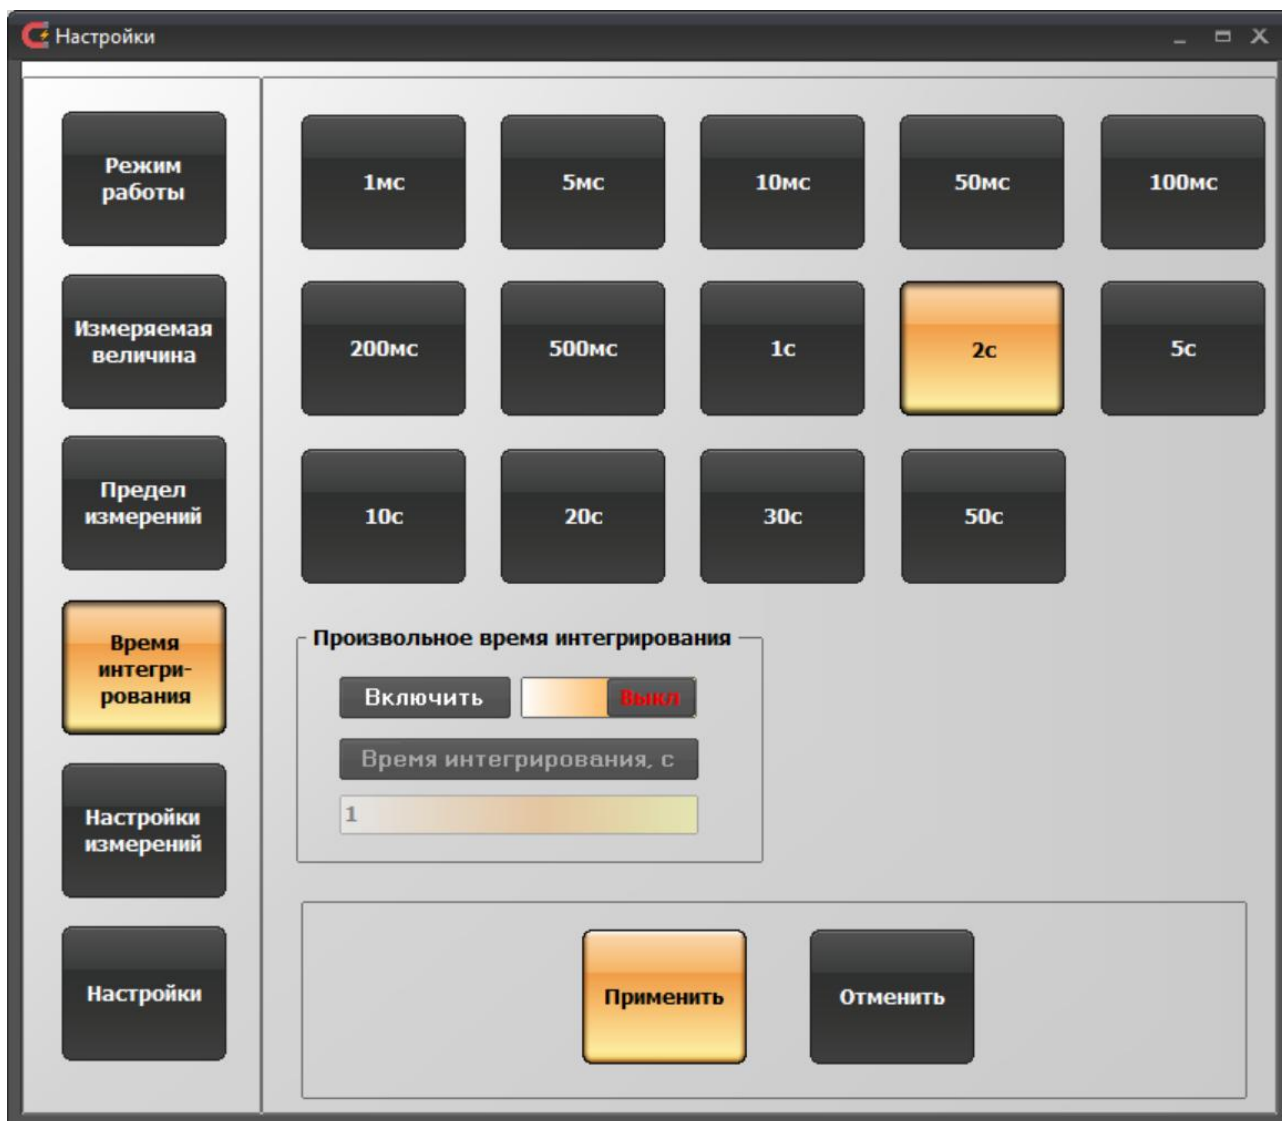 Настройки
Режим
работы
Измеряемая
величина
Предел
измерений
Время
интегри-
рования
Настройки
измерений
Настройки
1мс
5мс
10мс
50мс
100мс
200мс
500мс
1с
2с
5с
10с
20с
30с
50с
Произвольное время интегрирования
Включить
Выкл
Время интегрирования, с
1
Применить
Отменить